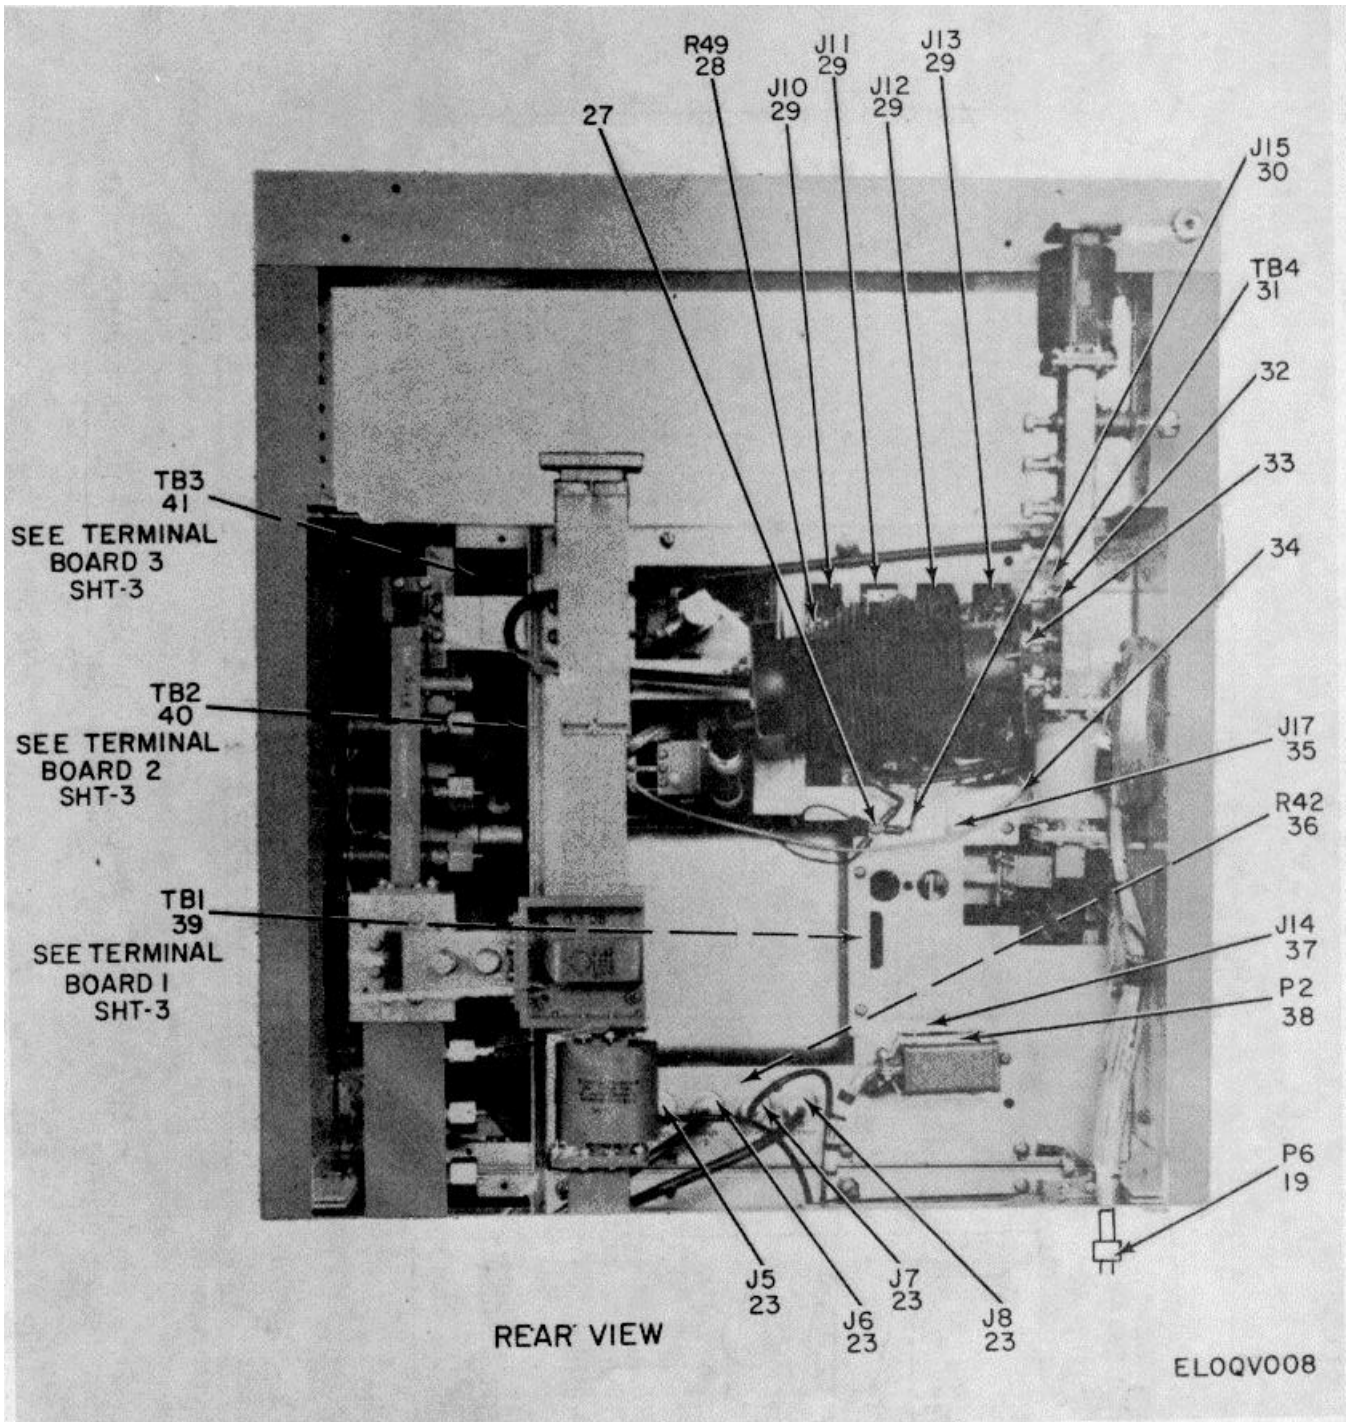 R49
28
J11
29
J13
29
J10
29
J12
29
27
J15
30
TB4
31
32
33
34
TB3
41
SEE TERMINAL
BOARD 3
SHT-3
TB2
40
SEE TERMINAL
BOARD 2
SHT-3
J17
35
R42
36
TB1
39
SEE TERMINAL
BOARD 1
SHT-3
J14
37
P2
38
P6
19
J5
23
J6
23
J7
23
J8
23
REAR VIEW
ELOQV008